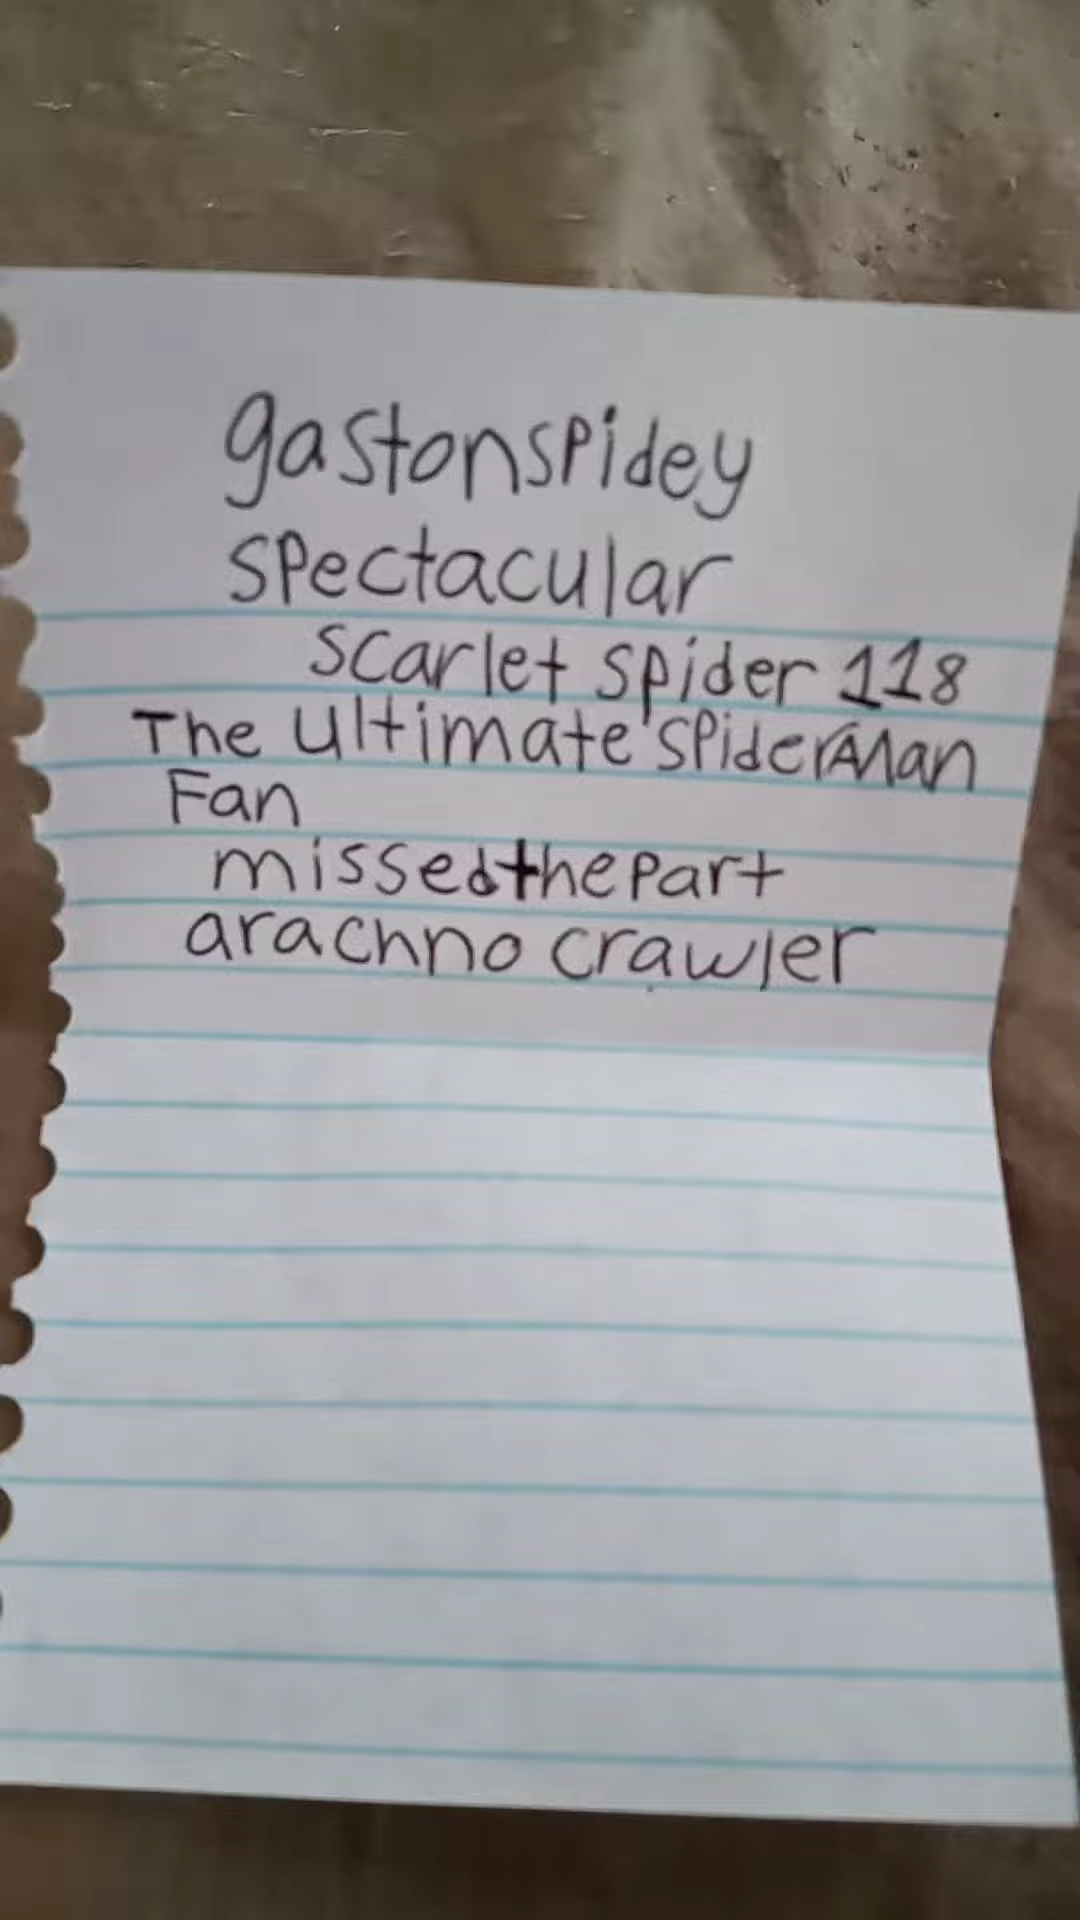 gastonspidey
spectacular
scarlet spider 118
The ultimate spiderMan
Fan
missedthepart
arachno crawler